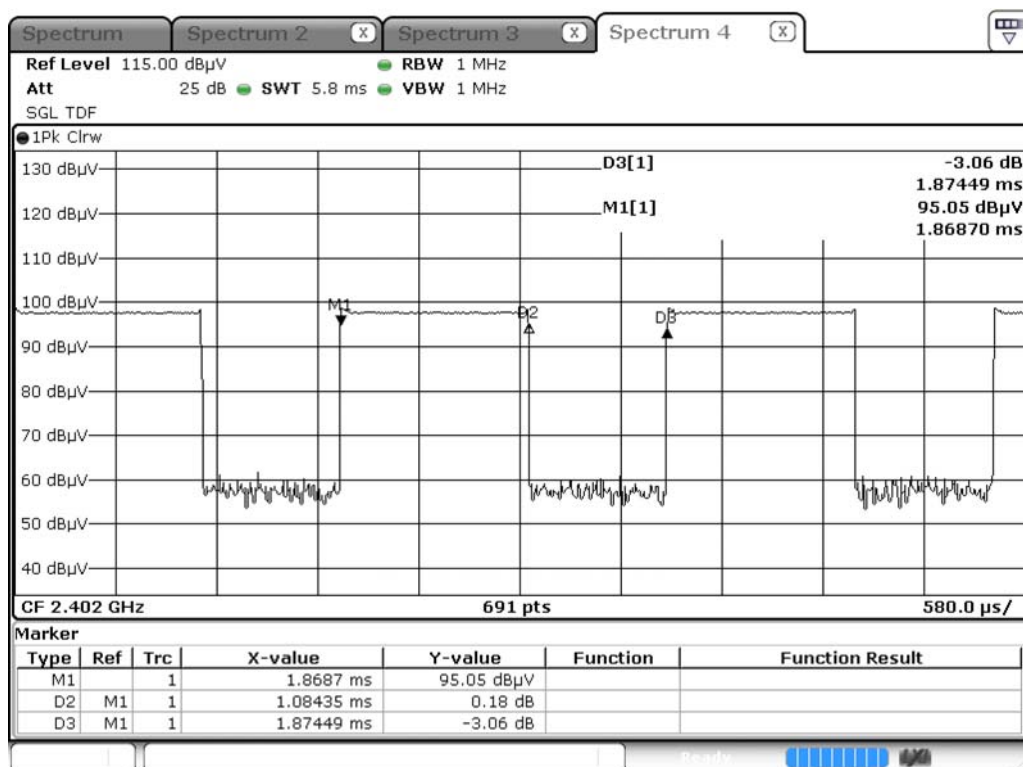 Spectrum Spectrum 2 X Spectrum 3 X Spectrum 4 X
Ref Level 115.00 dBµV RBW 1 MHz
Att 25 dB SWT 5.8 ms VBW 1 MHz
SGL TDF
1Pk Clrw
D3[1] -3.06 dB
130 dBµV
1.87449 ms
M1[1] 95.05 dBµV
120 dBµV
1.86870 ms
110 dBµV
100 dBµV
M1 D2 D3
90 dBµV
80 dBµV
70 dBµV
60 dBµV
50 dBµV
40 dBµV
CF 2.402 GHz 691 pts 580.0 µs/
Marker
Type Ref Trc X-value Y-value Function Function Result
M1 1 1.8687 ms 95.05 dBµV
D2 M1 1 1.08435 ms 0.18 dB
D3 M1 1 1.87449 ms -3.06 dB
Ready